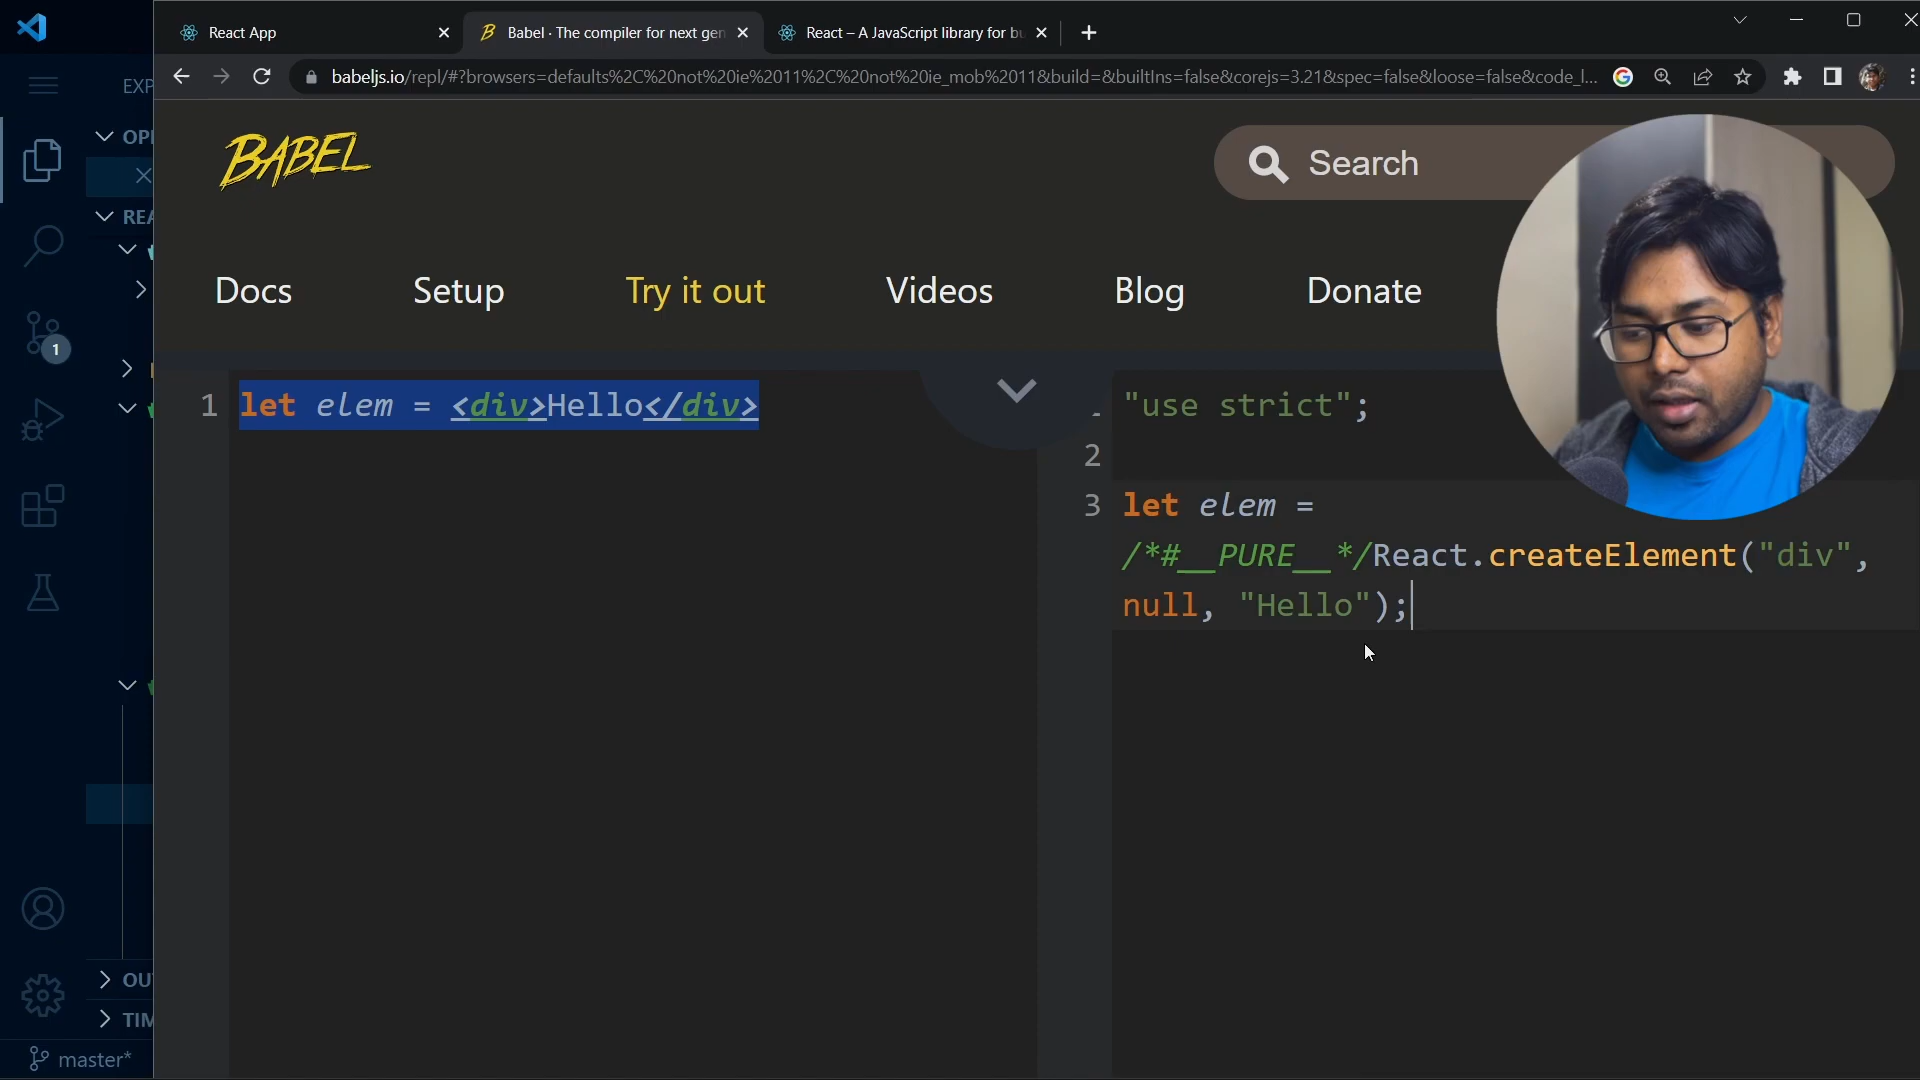 React App
Babel · The compiler for next gen
React – A JavaScript library for bu
babeljs.io/repl/#?browsers=defaults%2C%20not%20ie%2011%2C%20not%20ie_mob%2011&build=&builtIns=false&corejs=3.21&spec=false&loose=false&code_l...
EXP
OPE
REA
BABEL
Search
Docs
Setup
Try it out
Videos
Blog
Donate
1
1 let elem = <div>Hello</div>
"use strict";
2
3 let elem =
/*#__PURE__*/React.createElement("div",
null, "Hello");
OU
TIM
master*